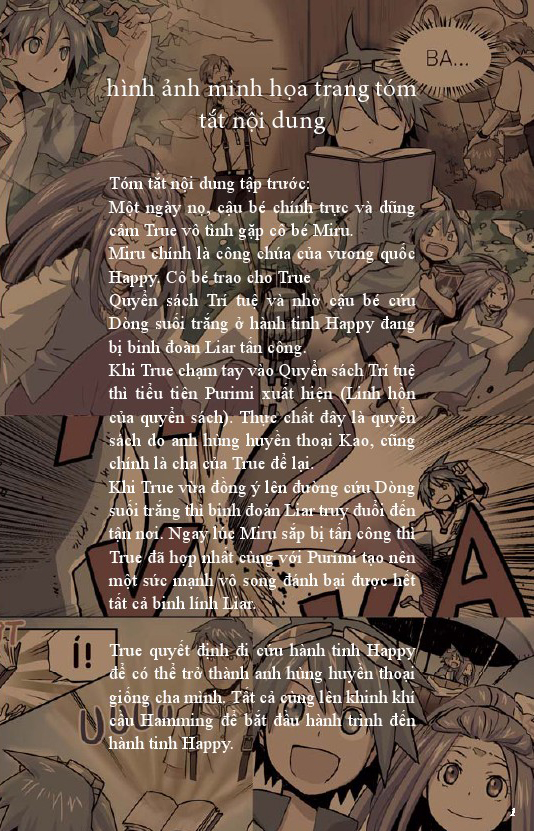 BA...
hình ảnh minh họa trang tóm
tắt nội dung
Tóm tắt nội dung tập trước:
Một ngày nọ, cậu bé chính trực và dũng
cảm True vô tình gặp cô bé Miru.
Miru chính là công chúa của vương quốc
Happy. Cô bé trao cho True
Quyển sách Trí tuệ và nhờ cậu bé cứu
Dòng suối trắng ở hành tinh Happy đang
bị binh đoàn Liar tấn công.
Khi True chạm tay vào Quyển sách Trí tuệ
thì tiểu tiên Purimi xuất hiện (Linh hồn
của quyển sách). Thực chất đây là quyển
sách do anh hùng huyền thoại Kao, cũng
chính là cha của True để lại.
Khi True vừa đồng ý lên đường cứu Dòng
suối trắng thì binh đoàn Liar truy đuổi đến
tận nơi. Ngay lúc Miru sắp bị tấn công thì
True đã hợp nhất cùng với Purimi tạo nên
một sức mạnh vô song đánh bại được hết
tất cả binh lính Liar.
Í!
True quyết định đi cứu hành tinh Happy
để có thể trở thành anh hùng huyền thoại
giống cha mình. Tất cả cùng lên khinh khí
cầu Hamming để bắt đầu hành trình đến
hành tinh Happy.
1